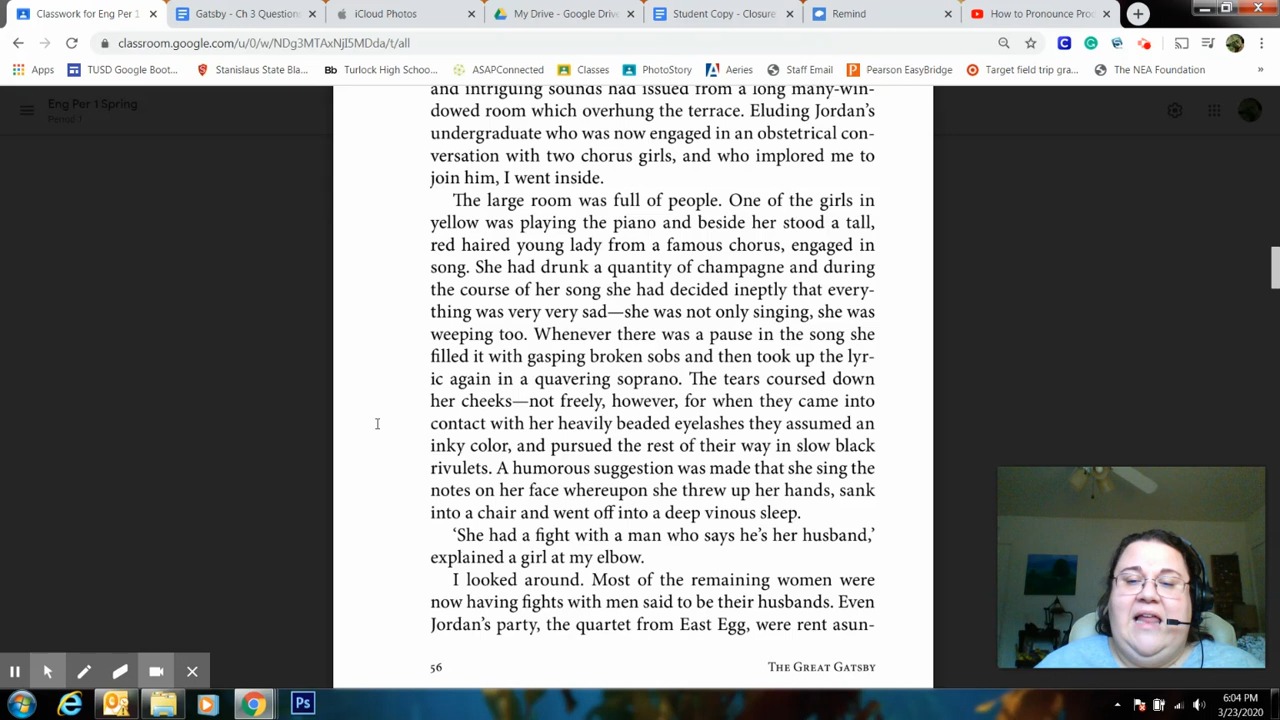 Classwork for Eng Per 1
Gatsby - Ch 3 Question
iCloud Photos
My Drive - Google Drive
Student Copy - Closure
Remind
How to Pronounce Proc
classroom.google.com/u/0/w/NDg3MTAxNjI5MDda/t/all
Apps
TUSD Google Boot...
Stanislaus State Bla...
Bb
Turlock High Schoo...
ASAPConnected
Classes
PhotoStory
Aeries
Staff Email
Pearson EasyBridge
Target field trip gra...
The NEA Foundation
»
Eng Per 1 Spring
Period 1
and intriguing sounds had issued from a long many-win-
dowed room which overhung the terrace. Eluding Jordan’s
undergraduate who was now engaged in an obstetrical con-
versation with two chorus girls, and who implored me to
join him, I went inside.
The large room was full of people. One of the girls in
yellow was playing the piano and beside her stood a tall,
red haired young lady from a famous chorus, engaged in
song. She had drunk a quantity of champagne and during
the course of her song she had decided ineptly that every-
thing was very very sad—she was not only singing, she was
weeping too. Whenever there was a pause in the song she
filled it with gasping broken sobs and then took up the lyr-
ic again in a quavering soprano. The tears coursed down
her cheeks—not freely, however, for when they came into
contact with her heavily beaded eyelashes they assumed an
inky color, and pursued the rest of their way in slow black
rivulets. A humorous suggestion was made that she sing the
notes on her face whereupon she threw up her hands, sank
into a chair and went off into a deep vinous sleep.
‘She had a fight with a man who says he’s her husband,’
explained a girl at my elbow.
I looked around. Most of the remaining women were
now having fights with men said to be their husbands. Even
Jordan’s party, the quartet from East Egg, were rent asun-
56
The Great Gatsby
Ps
6:04 PM
3/23/2020